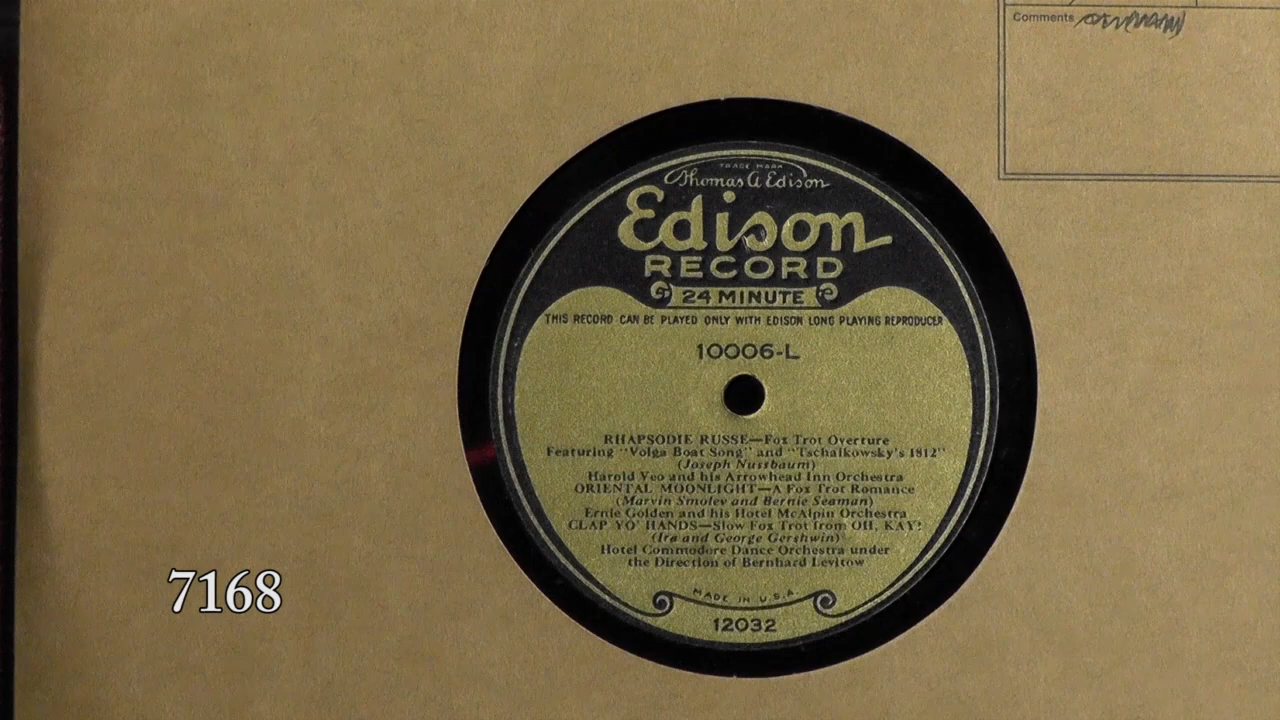 Comments
TRADE MARK
Thomas A Edison
Edison
RECORD
24 MINUTE
THIS RECORD CAN BE PLAYED ONLY WITH EDISON LONG PLAYING REPRODUCER
10006-L
RHAPSODIE RUSSE—Fox Trot Overture
Featuring "Volga Boat Song" and "Tschaikowsky's 1812"
(Joseph Nussbaum)
Harold Veo and his Arrowhead Inn Orchestra
ORIENTAL MOONLIGHT—A Fox Trot Romance
(Marvin Smolev and Bernie Seaman)
Ernie Golden and his Hotel McAlpin Orchestra
CLAP YO' HANDS—Slow Fox Trot from OH, KAY!
(Ira and George Gershwin)
Hotel Commodore Dance Orchestra under
the Direction of Bernhard Levitow
MADE IN U.S.A.
12032
7168